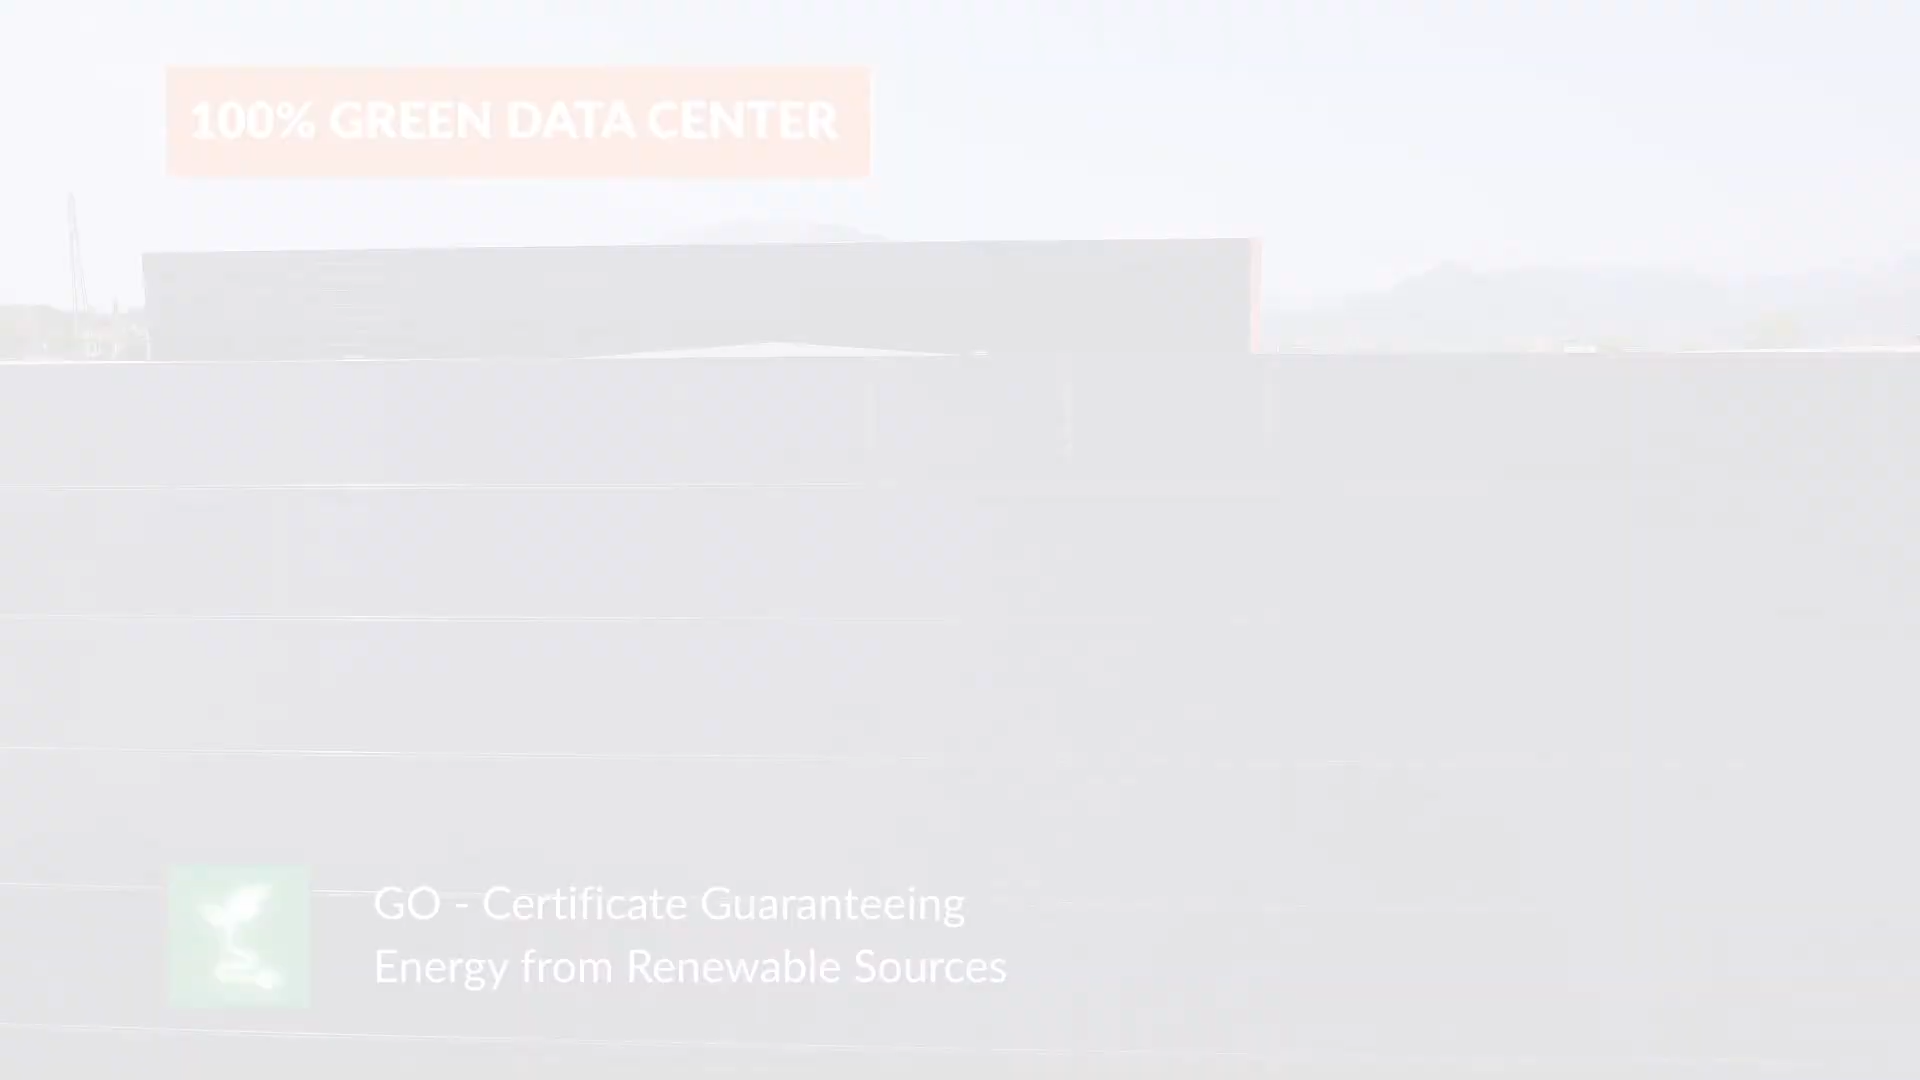 100% GREEN DATA CENTER
GO - Certificate Guaranteeing
Energy from Renewable Sources